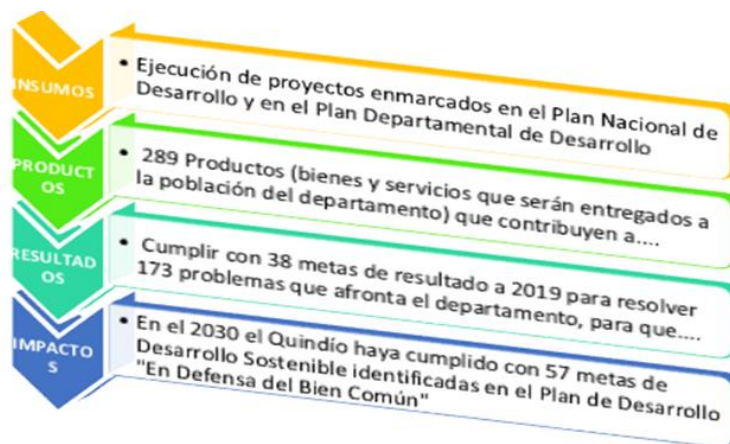 INSUMOS
• Ejecución de proyectos enmarcados en el Plan Nacional de
Desarrollo y en el Plan Departamental de Desarrollo
PRODUCT
OS
• 289 Productos (bienes y servicios que serán entregados a
la población del departamento) que contribuyen a....
RESULTAD
OS
• Cumplir con 38 metas de resultado a 2019 para resolver
173 problemas que afronta el departamento, para que....
IMPACTO
S
• En el 2030 el Quindío haya cumplido con 57 metas de
Desarrollo Sostenible identificadas en el Plan de Desarrollo
"En Defensa del Bien Común"